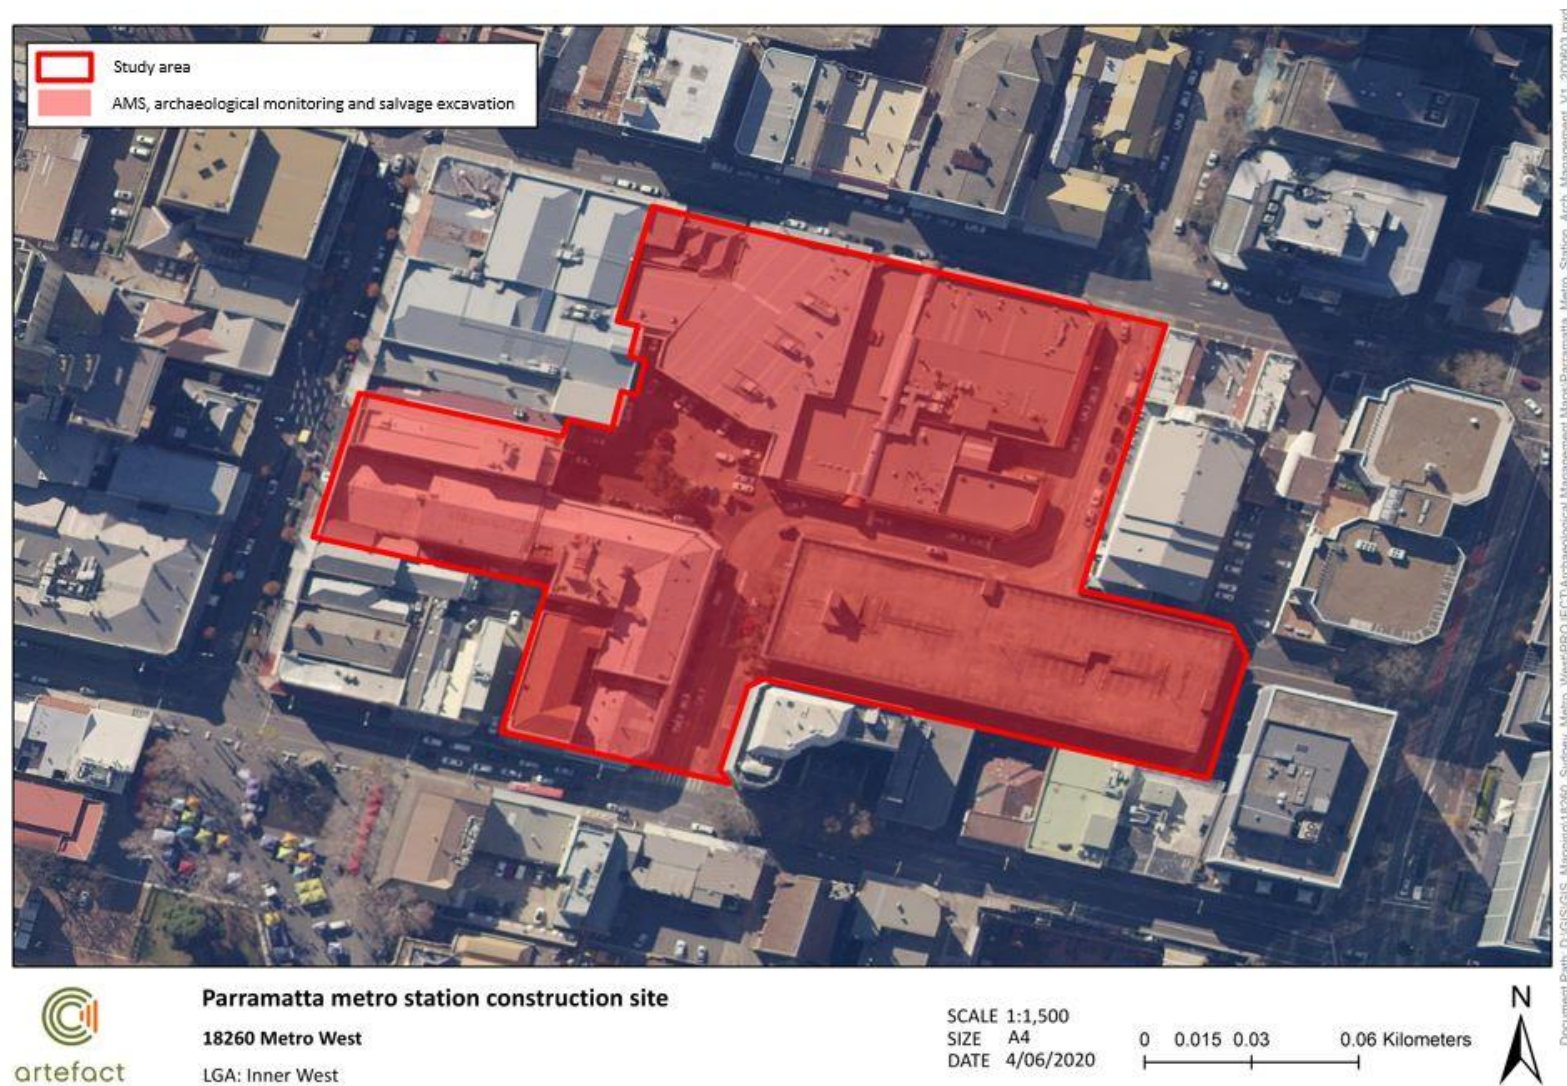 Study area
AMS, archaeological monitoring and salvage excavation
Parramatta metro station construction site
18260 Metro West
LGA: Inner West
artefact
SCALE 1:1,500
SIZE A4
DATE 4/06/2020
0 0.015 0.03 0.06 Kilometers
N